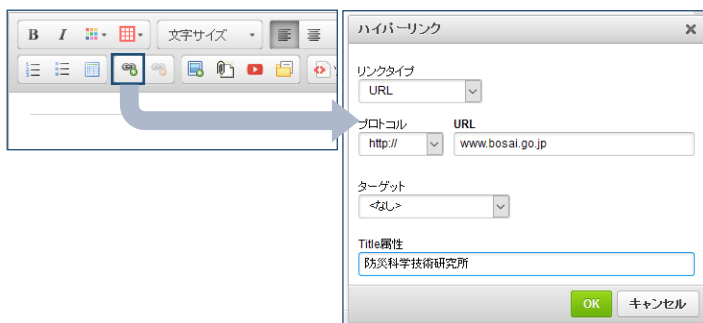 B I 文字サイズ
ハイパーリンク
リンクタイプ
URL
プロトコル URL
http:// www.bosai.go.jp
ターゲット
<なし>
Title属性
防災科学技術研究所
OK キャンセル